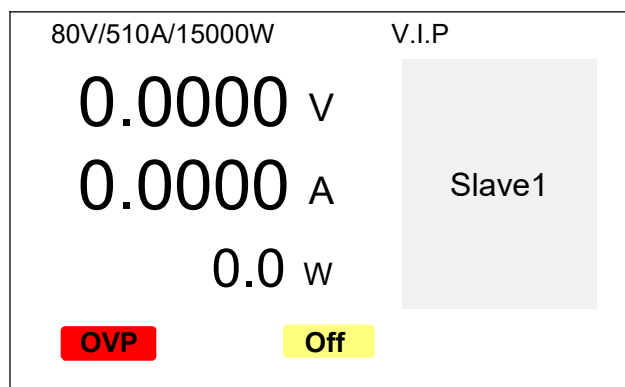 80V/510A/15000W V.I.P
0.0000 V
0.0000 A
Slave1
0.0 W
OVP Off